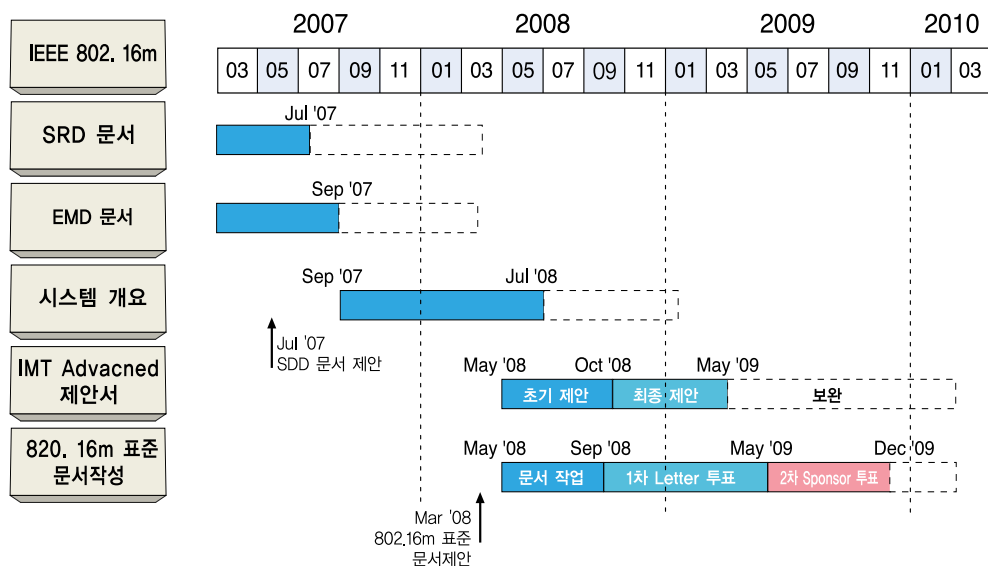 2007 2008 2009 2010
IEEE 802. 16m
03 05 07 09 11 01 03 05 07 09 11 01 03 05 07 09 11 01 03
SRD 문서
Jul '07
EMD 문서
Sep '07
시스템 개요
Sep '07 Jul '08
Jul '07
SDD 문서 제안
IMT Advacned
제안서
May '08 Oct '08 May '09
초기 제안 최종 제안 보완
820. 16m 표준
문서작성
May '08 Sep '08 May '09 Dec '09
문서 작업 1차 Letter 투표 2차 Sponsor 투표
Mar '08
802.16m 표준
문서제안